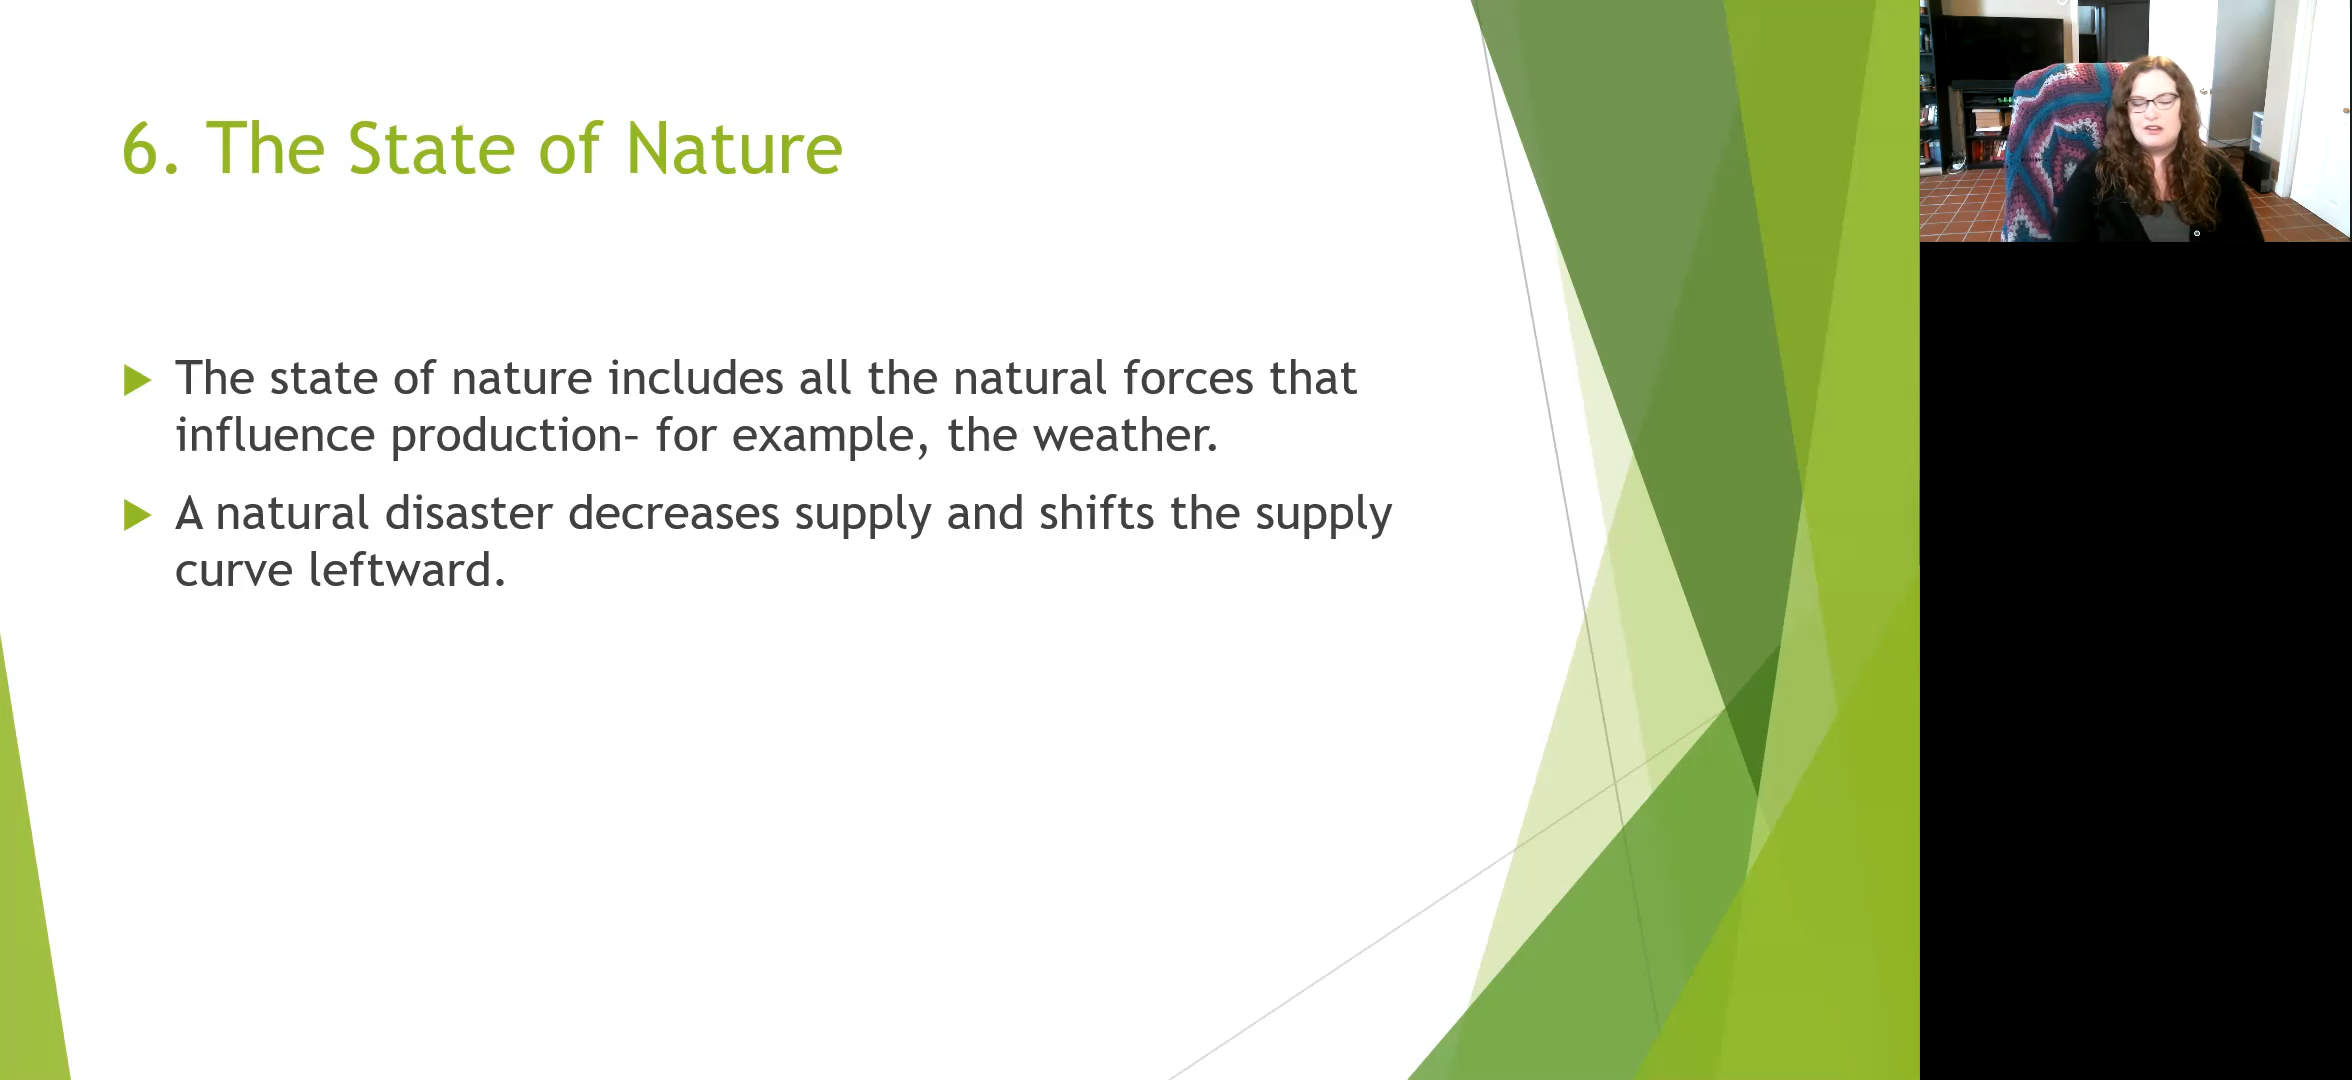 6. The State of Nature
The state of nature includes all the natural forces that
influence production– for example, the weather.
A natural disaster decreases supply and shifts the supply
curve leftward.